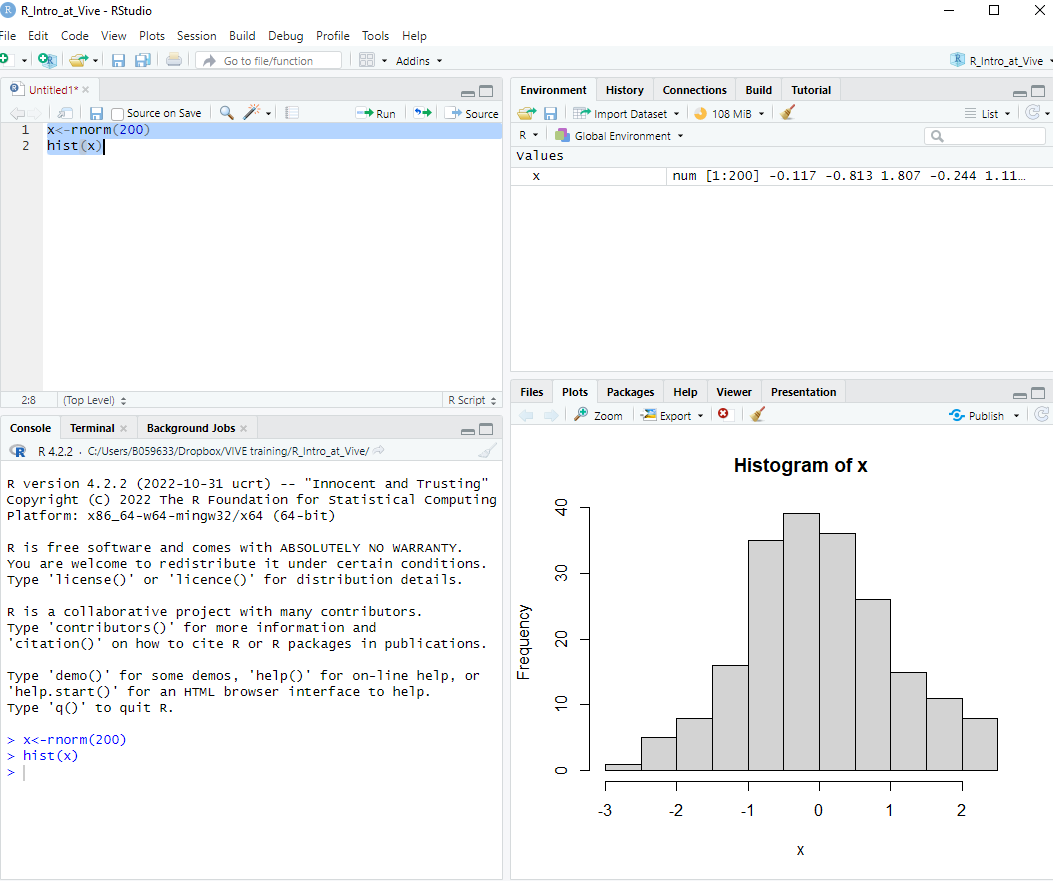 R_Intro_at_Vive - RStudio
File Edit Code View Plots Session Build Debug Profile Tools Help
Go to file/function Addins R_Intro_at_Vive
Untitled1*
Source on Save Run Source
1 x<-rnorm(200)
2 hist(x)
2:8 (Top Level) R Script
Console Terminal Background Jobs
R 4.2.2 · C:/Users/B059633/Dropbox/VIVE training/R_Intro_at_Vive/
R version 4.2.2 (2022-10-31 ucrt) -- "Innocent and Trusting"
Copyright (C) 2022 The R Foundation for Statistical Computing
Platform: x86_64-w64-mingw32/x64 (64-bit)
R is free software and comes with ABSOLUTELY NO WARRANTY.
You are welcome to redistribute it under certain conditions.
Type 'license()' or 'licence()' for distribution details.
R is a collaborative project with many contributors.
Type 'contributors()' for more information and
'citation()' on how to cite R or R packages in publications.
Type 'demo()' for some demos, 'help()' for on-line help, or
'help.start()' for an HTML browser interface to help.
Type 'q()' to quit R.
> x<-rnorm(200)
> hist(x)
>
Environment History Connections Build Tutorial
Import Dataset 108 MiB List
R Global Environment
Values
x num [1:200] -0.117 -0.813 1.807 -0.244 1.11…
Files Plots Packages Help Viewer Presentation
Zoom Export Publish
Histogram of x
Frequency
40
30
20
10
0
-3 -2 -1 0 1 2
x